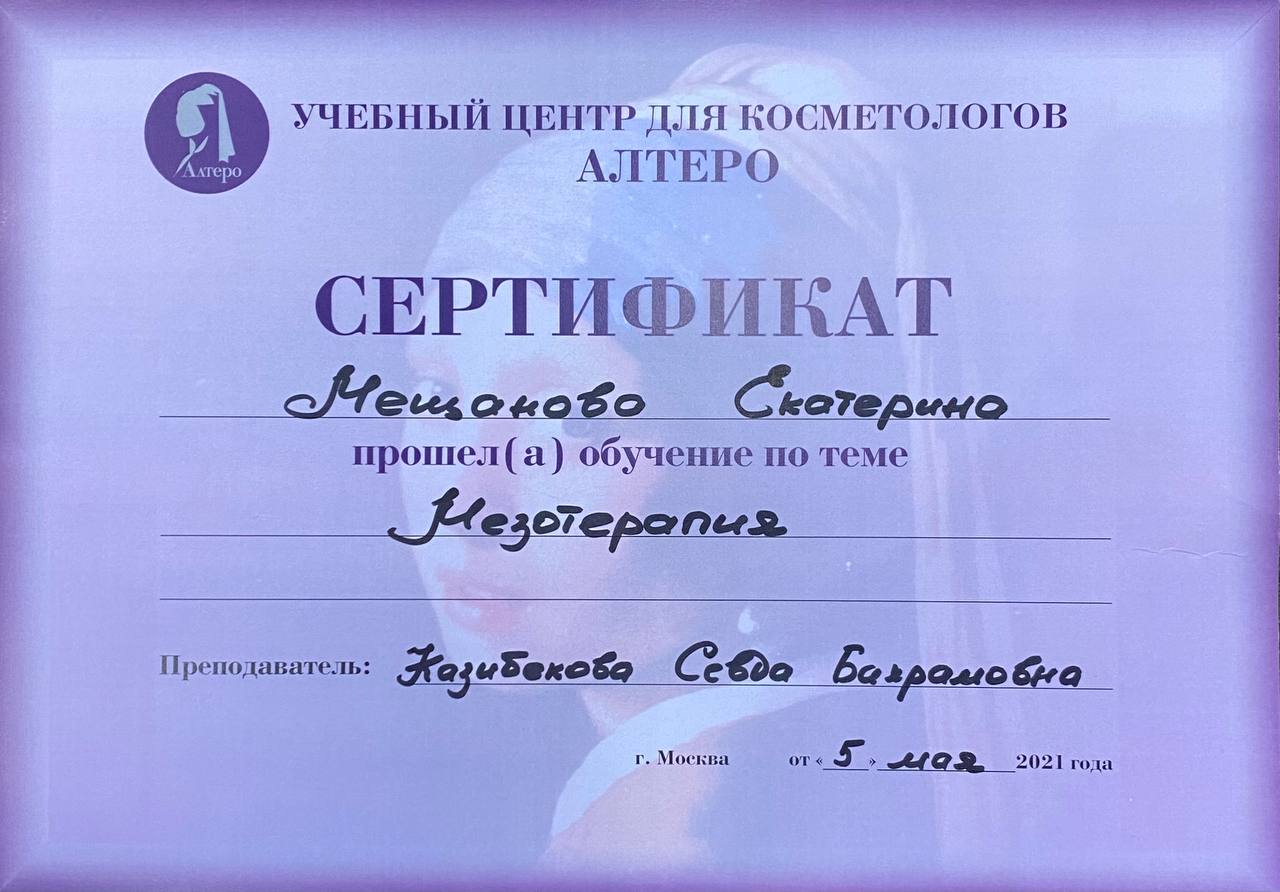 Алтеро
УЧЕБНЫЙ ЦЕНТР ДЛЯ КОСМЕТОЛОГОВ
АЛТЕРО
СЕРТИФИКАТ
Мещанова Екатерина
прошел(а) обучение по теме
Мезотерапия
Преподаватель: Казибекова Севда Бахрамовна
г. Москва от «5» мая 2021 года